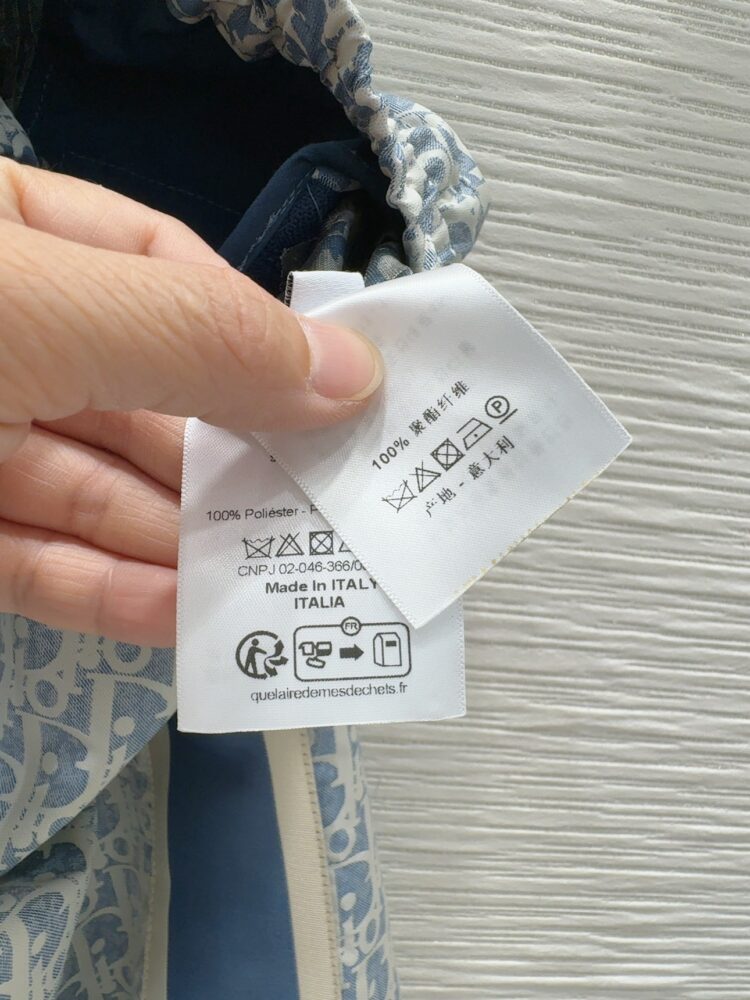 100% 聚酯纤维
P
产地 - 意大利
100% Poliéster - P
CNPJ 02-046-366/0
Made In ITALY
ITALIA
FR
quelairedemesdechets.fr